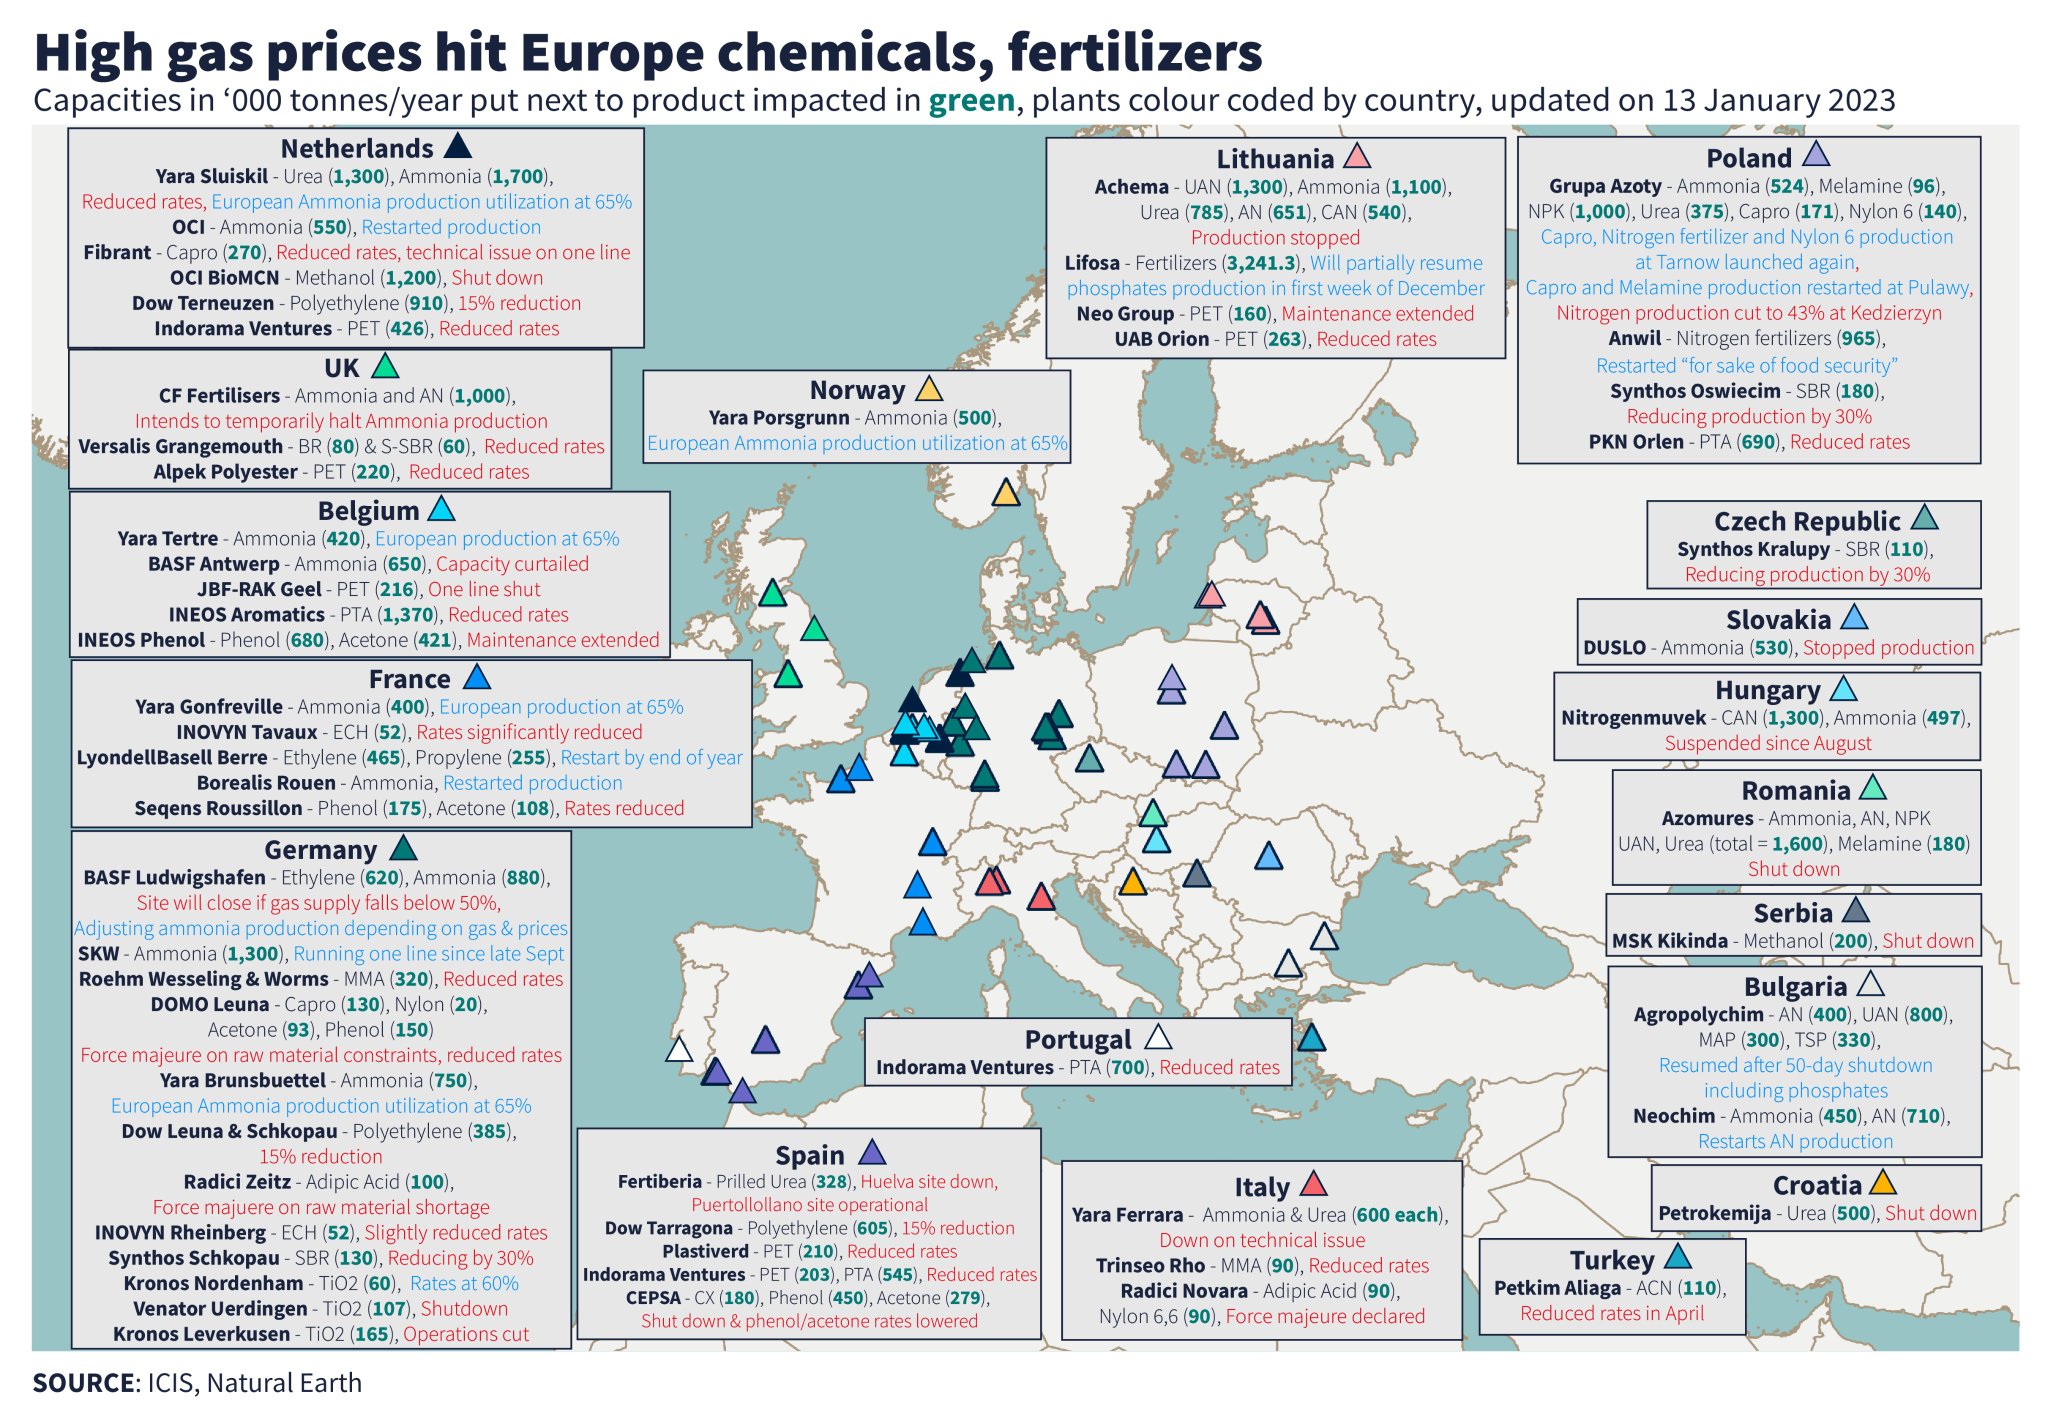 High gas prices hit Europe chemicals, fertilizers
Capacities in ‘000 tonnes/year put next to product impacted in green, plants colour coded by country, updated on 13 January 2023
Netherlands
Yara Sluiskil - Urea (1,300), Ammonia (1,700),
Reduced rates, European Ammonia production utilization at 65%
OCI - Ammonia (550), Restarted production
Fibrant - Capro (270), Reduced rates, technical issue on one line
OCI BioMCN - Methanol (1,200), Shut down
Dow Terneuzen - Polyethylene (910), 15% reduction
Indorama Ventures - PET (426), Reduced rates
UK
CF Fertilisers - Ammonia and AN (1,000),
Intends to temporarily halt Ammonia production
Versalis Grangemouth - BR (80) & S-SBR (60), Reduced rates
Alpek Polyester - PET (220), Reduced rates
Belgium
Yara Tertre - Ammonia (420), European production at 65%
BASF Antwerp - Ammonia (650), Capacity curtailed
JBF-RAK Geel - PET (216), One line shut
INEOS Aromatics - PTA (1,370), Reduced rates
INEOS Phenol - Phenol (680), Acetone (421), Maintenance extended
France
Yara Gonfreville - Ammonia (400), European production at 65%
INOVYN Tavaux - ECH (52), Rates significantly reduced
LyondellBasell Berre - Ethylene (465), Propylene (255), Restart by end of year
Borealis Rouen - Ammonia, Restarted production
Seqens Roussillon - Phenol (175), Acetone (108), Rates reduced
Germany
BASF Ludwigshafen - Ethylene (620), Ammonia (880),
Site will close if gas supply falls below 50%,
Adjusting ammonia production depending on gas & prices
SKW - Ammonia (1,300), Running one line since late Sept
Roehm Wesseling & Worms - MMA (320), Reduced rates
DOMO Leuna - Capro (130), Nylon (20),
Acetone (93), Phenol (150)
Force majeure on raw material constraints, reduced rates
Yara Brunsbuettel - Ammonia (750),
European Ammonia production utilization at 65%
Dow Leuna & Schkopau - Polyethylene (385),
15% reduction
Radici Zeitz - Adipic Acid (100),
Force majuere on raw material shortage
INOVYN Rheinberg - ECH (52), Slightly reduced rates
Synthos Schkopau - SBR (130), Reducing by 30%
Kronos Nordenham - TiO2 (60), Rates at 60%
Venator Uerdingen - TiO2 (107), Shutdown
Kronos Leverkusen - TiO2 (165), Operations cut
Norway
Yara Porsgrunn - Ammonia (500),
European Ammonia production utilization at 65%
Lithuania
Achema - UAN (1,300), Ammonia (1,100),
Urea (785), AN (651), CAN (540),
Production stopped
Lifosa - Fertilizers (3,241.3), Will partially resume
phosphates production in first week of December
Neo Group - PET (160), Maintenance extended
UAB Orion - PET (263), Reduced rates
Poland
Grupa Azoty - Ammonia (524), Melamine (96),
NPK (1,000), Urea (375), Capro (171), Nylon 6 (140),
Capro, Nitrogen fertilizer and Nylon 6 production
at Tarnow launched again,
Capro and Melamine production restarted at Pulawy,
Nitrogen production cut to 43% at Kedzierzyn
Anwil - Nitrogen fertilizers (965),
Restarted “for sake of food security”
Synthos Oswiecim - SBR (180),
Reducing production by 30%
PKN Orlen - PTA (690), Reduced rates
Czech Republic
Synthos Kralupy - SBR (110),
Reducing production by 30%
Slovakia
DUSLO - Ammonia (530), Stopped production
Hungary
Nitrogenmuvek - CAN (1,300), Ammonia (497),
Suspended since August
Romania
Azomures - Ammonia, AN, NPK
UAN, Urea (total = 1,600), Melamine (180)
Shut down
Serbia
MSK Kikinda - Methanol (200), Shut down
Bulgaria
Agropolychim - AN (400), UAN (800),
MAP (300), TSP (330),
Resumed after 50-day shutdown
including phosphates
Neochim - Ammonia (450), AN (710),
Restarts AN production
Croatia
Petrokemija - Urea (500), Shut down
Portugal
Indorama Ventures - PTA (700), Reduced rates
Spain
Fertiberia - Prilled Urea (328), Huelva site down,
Puertollollano site operational
Dow Tarragona - Polyethylene (605), 15% reduction
Plastiverd - PET (210), Reduced rates
Indorama Ventures - PET (203), PTA (545), Reduced rates
CEPSA - CX (180), Phenol (450), Acetone (279),
Shut down & phenol/acetone rates lowered
Italy
Yara Ferrara - Ammonia & Urea (600 each),
Down on technical issue
Trinseo Rho - MMA (90), Reduced rates
Radici Novara - Adipic Acid (90),
Nylon 6,6 (90), Force majeure declared
Turkey
Petkim Aliaga - ACN (110),
Reduced rates in April
SOURCE: ICIS, Natural Earth